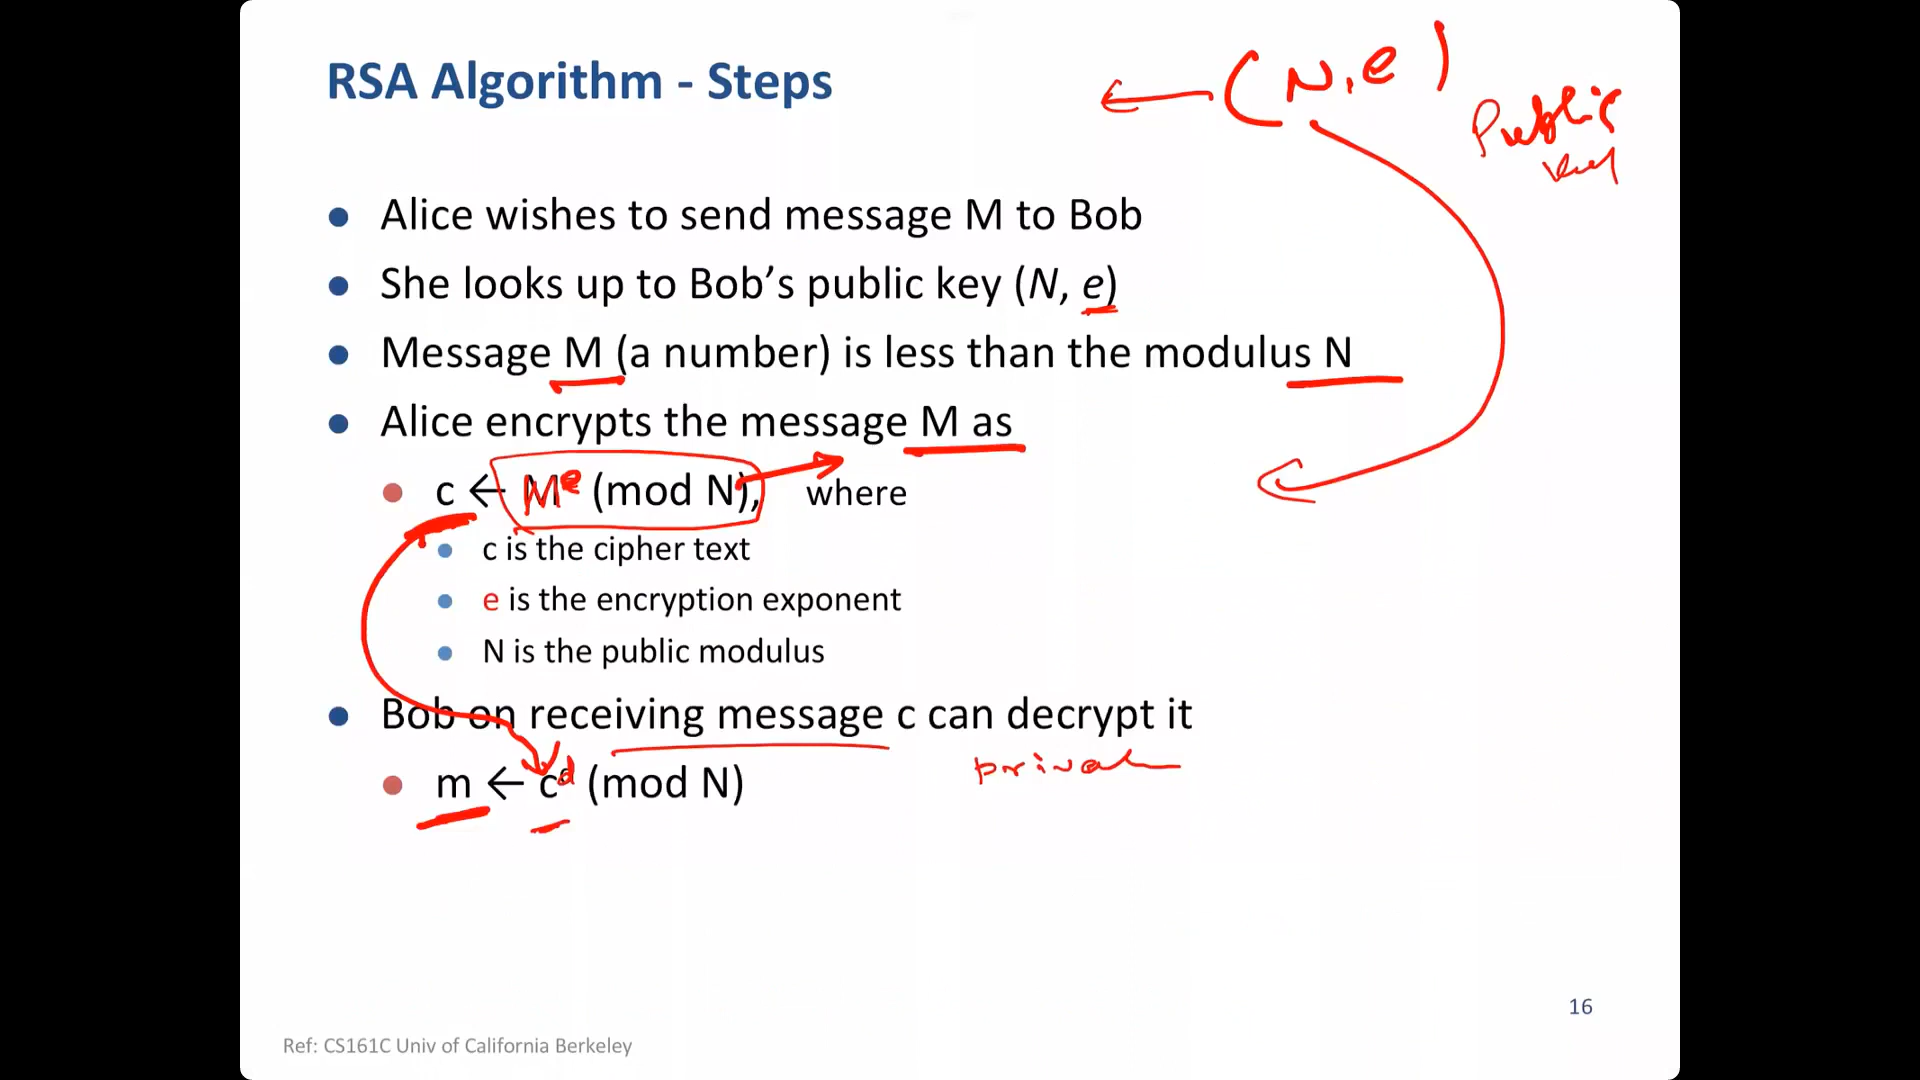 RSA Algorithm - Steps
(N, e)
Public
● Alice wishes to send message M to Bob
● She looks up to Bob’s public key (N, e)
● Message M (a number) is less than the modulus N
● Alice encrypts the message M as
● c ← Mᵉ (mod N), where
● c is the cipher text
● e is the encryption exponent
● N is the public modulus
● Bob on receiving message c can decrypt it
private
● m ← cᵈ (mod N)
16
Ref: CS161C Univ of California Berkeley